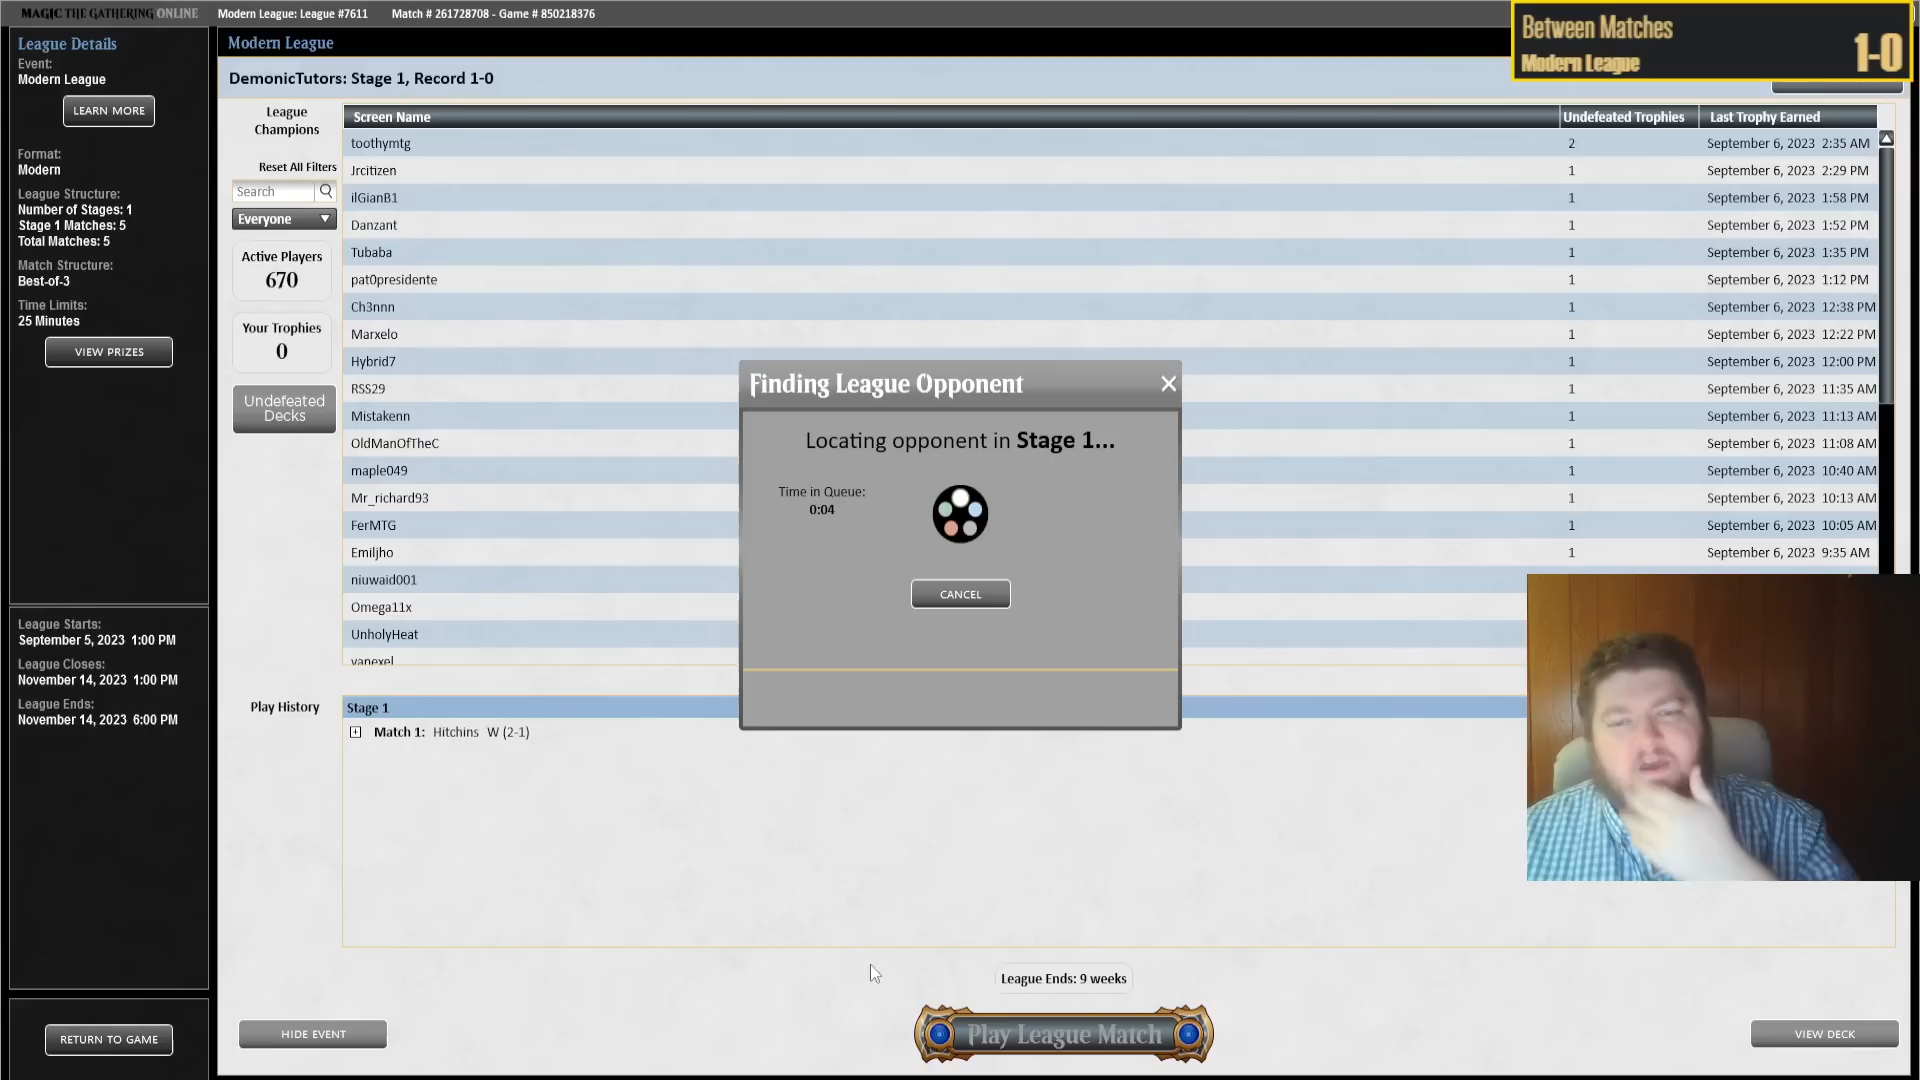 MAGIC THE GATHERING ONLINE
Modern League: League #7611
Match # 261728708 - Game # 850218376
Between Matches
Modern League
1-0
League Details
Event:
Modern League
LEARN MORE
Format:
Modern
League Structure:
Number of Stages: 1
Stage 1 Matches: 5
Total Matches: 5
Match Structure:
Best-of-3
Time Limits:
25 Minutes
VIEW PRIZES
League Starts:
September 5, 2023 1:00 PM
League Closes:
November 14, 2023 1:00 PM
League Ends:
November 14, 2023 6:00 PM
RETURN TO GAME
Modern League
DemonicTutors: Stage 1, Record 1-0
League
Champions
Reset All Filters
Search
Everyone
Active Players
670
Your Trophies
0
Undefeated
Decks
Screen Name Undefeated Trophies Last Trophy Earned
toothymtg 2 September 6, 2023 2:35 AM
Jrcitizen 1 September 6, 2023 2:29 PM
ilGianB1 1 September 6, 2023 1:58 PM
Danzant 1 September 6, 2023 1:52 PM
Tubaba 1 September 6, 2023 1:35 PM
pat0presidente 1 September 6, 2023 1:12 PM
Ch3nnn 1 September 6, 2023 12:38 PM
Marxelo 1 September 6, 2023 12:22 PM
Hybrid7 1 September 6, 2023 12:00 PM
RSS29 1 September 6, 2023 11:35 AM
Mistakenn 1 September 6, 2023 11:13 AM
OldManOfTheC 1 September 6, 2023 11:08 AM
maple049 1 September 6, 2023 10:40 AM
Mr_richard93 1 September 6, 2023 10:13 AM
FerMTG 1 September 6, 2023 10:05 AM
Emiljho 1 September 6, 2023 9:35 AM
niuwaid001
Omega11x
UnholyHeat
vanexel
Finding League Opponent
Locating opponent in Stage 1...
Time in Queue:
0:04
CANCEL
Play History
Stage 1
Match 1: Hitchins W (2-1)
League Ends: 9 weeks
HIDE EVENT
Play League Match
VIEW DECK